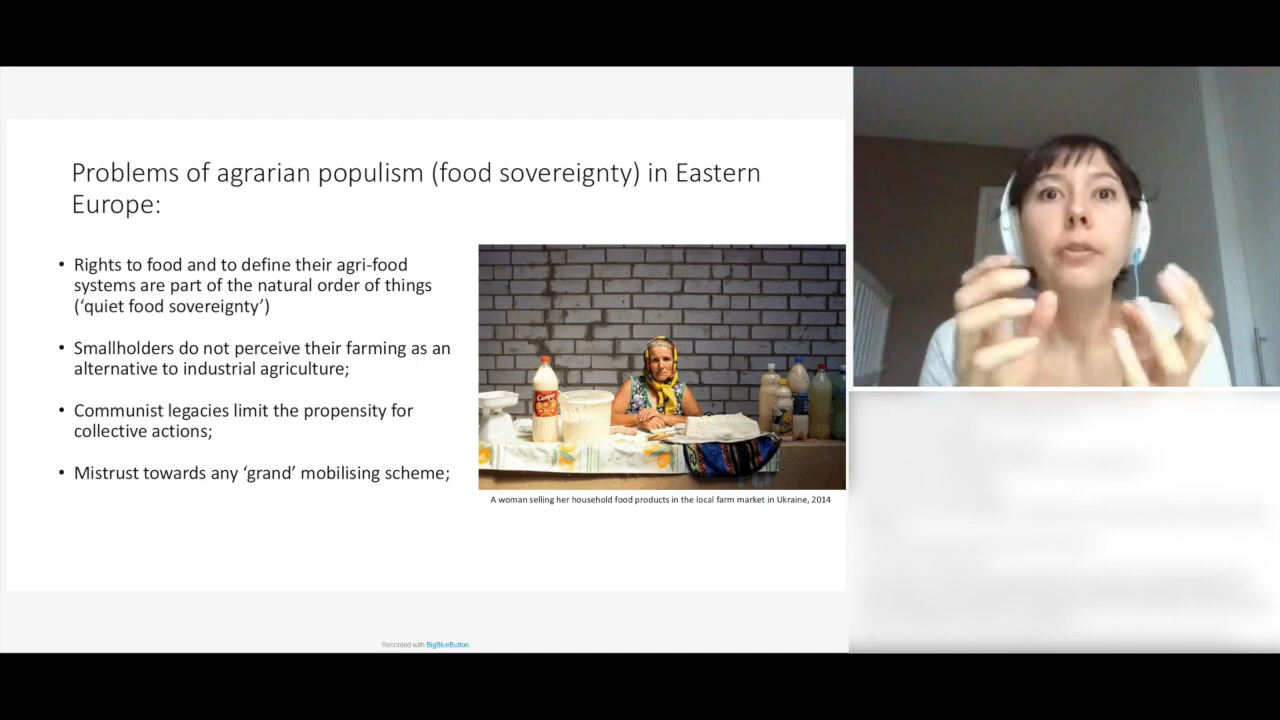 Problems of agrarian populism (food sovereignty) in Eastern
Europe:
• Rights to food and to define their agri-food
systems are part of the natural order of things
(‘quiet food sovereignty’)
• Smallholders do not perceive their farming as an
alternative to industrial agriculture;
• Communist legacies limit the propensity for
collective actions;
• Mistrust towards any ‘grand’ mobilising scheme;
A woman selling her household food products in the local farm market in Ukraine, 2014
Recorded with BigBlueButton.